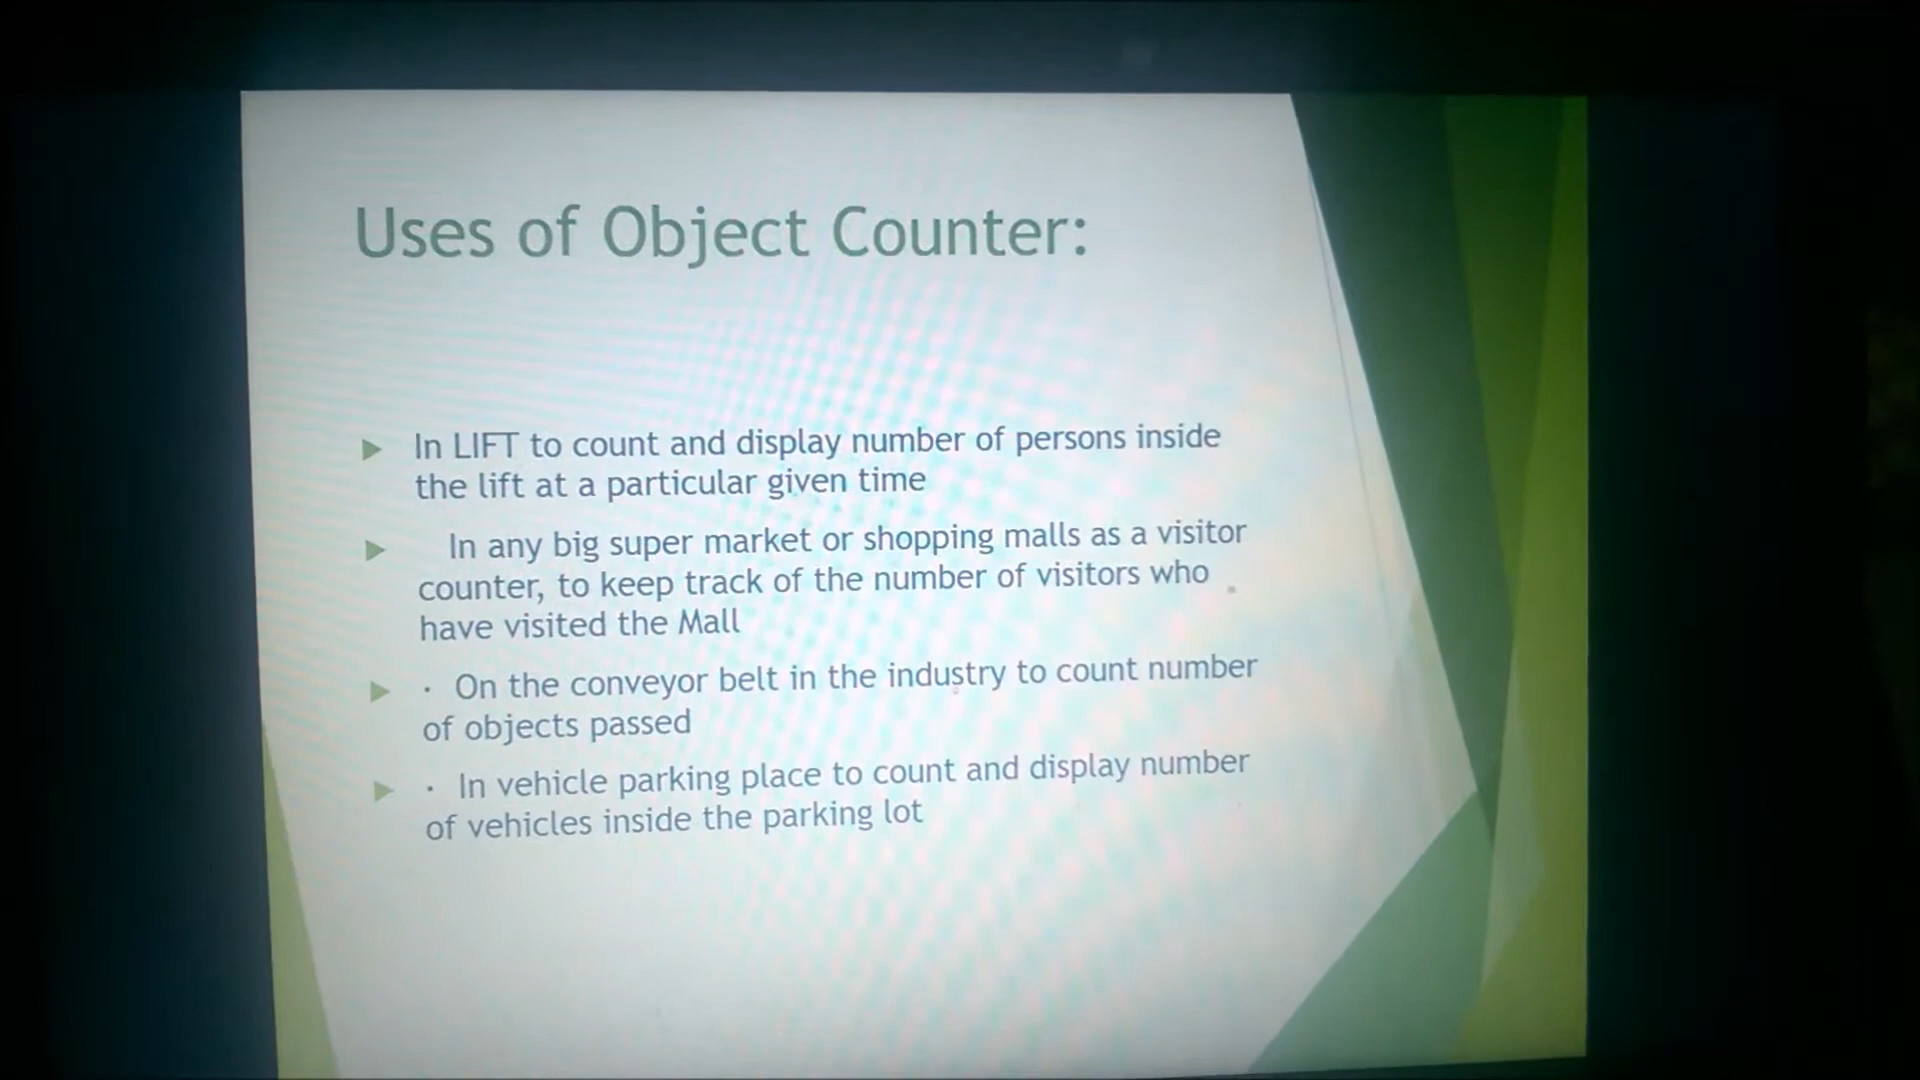 Uses of Object Counter:
In LIFT to count and display number of persons inside
the lift at a particular given time
In any big super market or shopping malls as a visitor
counter, to keep track of the number of visitors who
have visited the Mall
· On the conveyor belt in the industry to count number
of objects passed
· In vehicle parking place to count and display number
of vehicles inside the parking lot